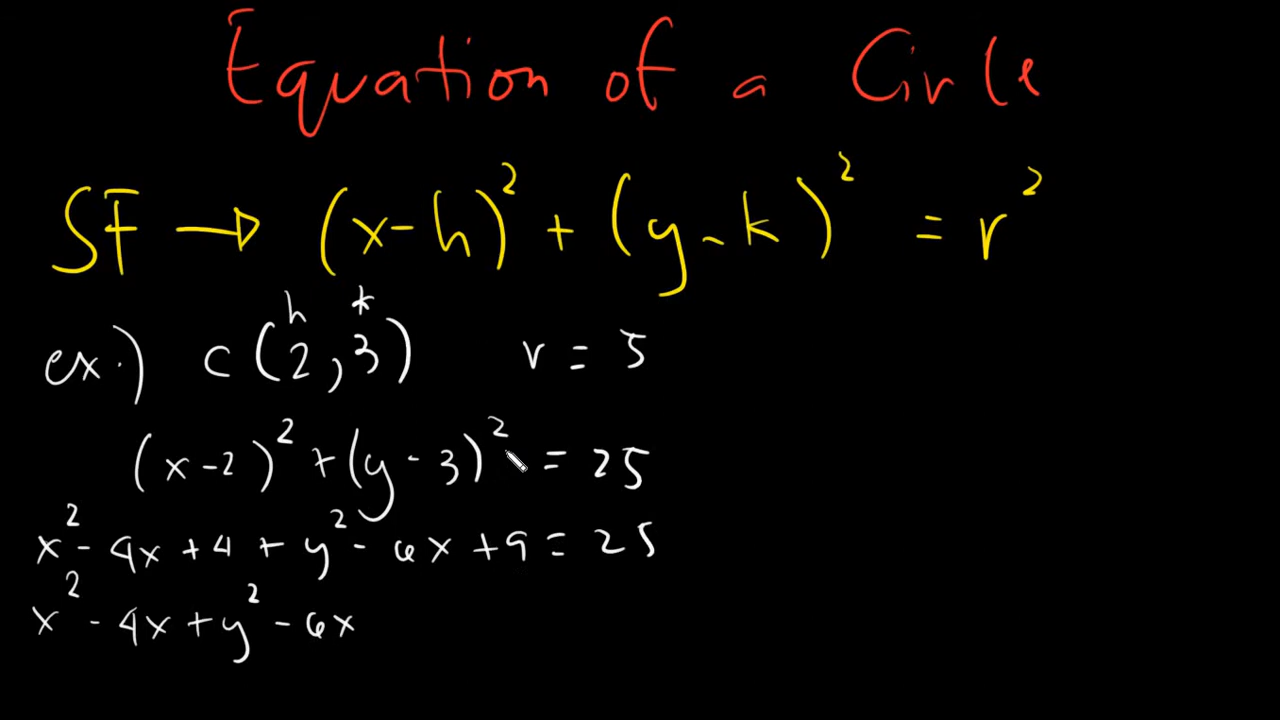 Equation of a Circle
SF → (x-h)² + (y-k)² = r²
h k
ex.) c(2,3) r = 5
(x-2)² + (y-3)² = 25
x² - 4x + 4 + y² - 6x + 9 = 25
x² - 4x + y² - 6x